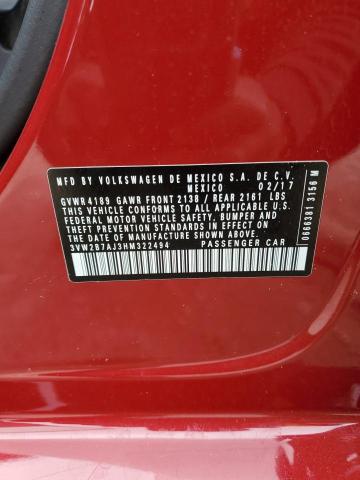 MFD BY VOLKSWAGEN DE MEXICO S.A. DE C.V.
MEXICO 02/17
GVWR 4189 GAWR FRONT 2138 / REAR 2161 LBS
THIS VEHICLE CONFORMS TO ALL APPLICABLE U.S.
FEDERAL MOTOR VEHICLE SAFETY, BUMPER AND
THEFT PREVENTION STANDARDS IN EFFECT ON THE
DATE OF MANUFACTURE SHOWN ABOVE.
3VW2B7AJ3HM322494 PASSENGER CAR
0666381 3156 M